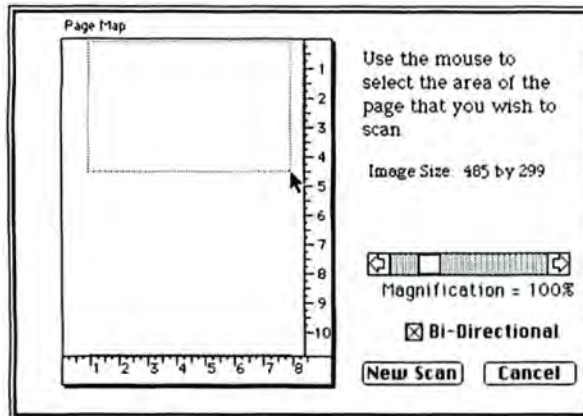 Page Map
1
2
3
4
5
6
7
8
9
10
1 2 3 4 5 6 7 8
Use the mouse to
select the area of the
page that you wish to
scan
Image Size: 485 by 299
Magnification = 100%
Bi-Directional
New Scan Cancel